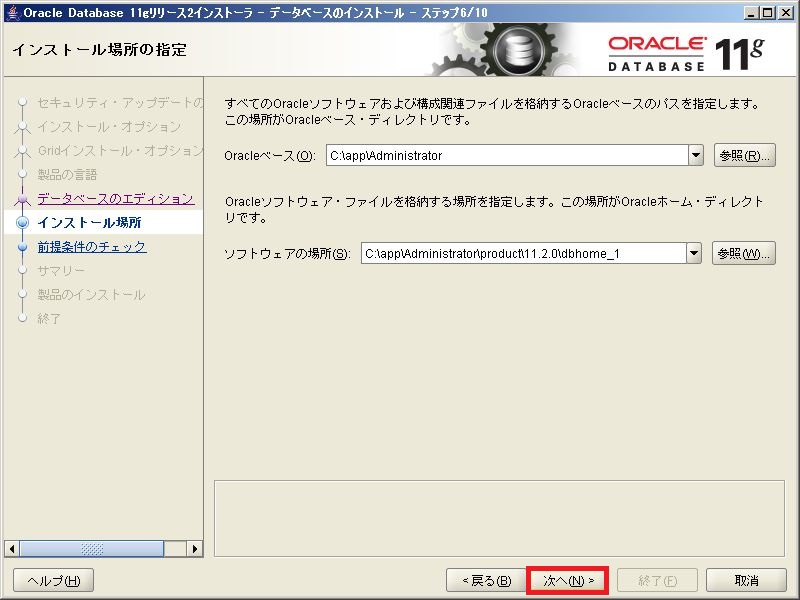 Oracle Database 11gリリース2インストーラ - データベースのインストール - ステップ6/10
インストール場所の指定
ORACLE
DATABASE
11g
セキュリティ・アップデートの
インストール・オプション
Gridインストール・オプション
製品の言語
データベースのエディション
インストール場所
前提条件のチェック
サマリー
製品のインストール
終了
すべてのOracleソフトウェアおよび構成関連ファイルを格納するOracleベースのパスを指定します。
この場所がOracleベース・ディレクトリです。
Oracleベース(O): C:\app\Administrator 参照(R)...
Oracleソフトウェア・ファイルを格納する場所を指定します。この場所がOracleホーム・ディレクト
リです。
ソフトウェアの場所(S): C:\app\Administrator\product\11.2.0\dbhome_1 参照(W)...
ヘルプ(H) < 戻る(B) 次へ(N) > 終了(F) 取消